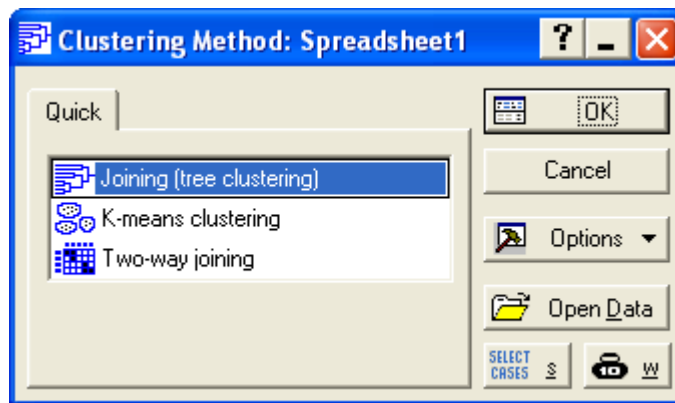 Clustering Method: Spreadsheet1
?
Quick
Joining (tree clustering)
K-means clustering
Two-way joining
OK
Cancel
Options
Open Data
SELECT
CASES
S
10
W